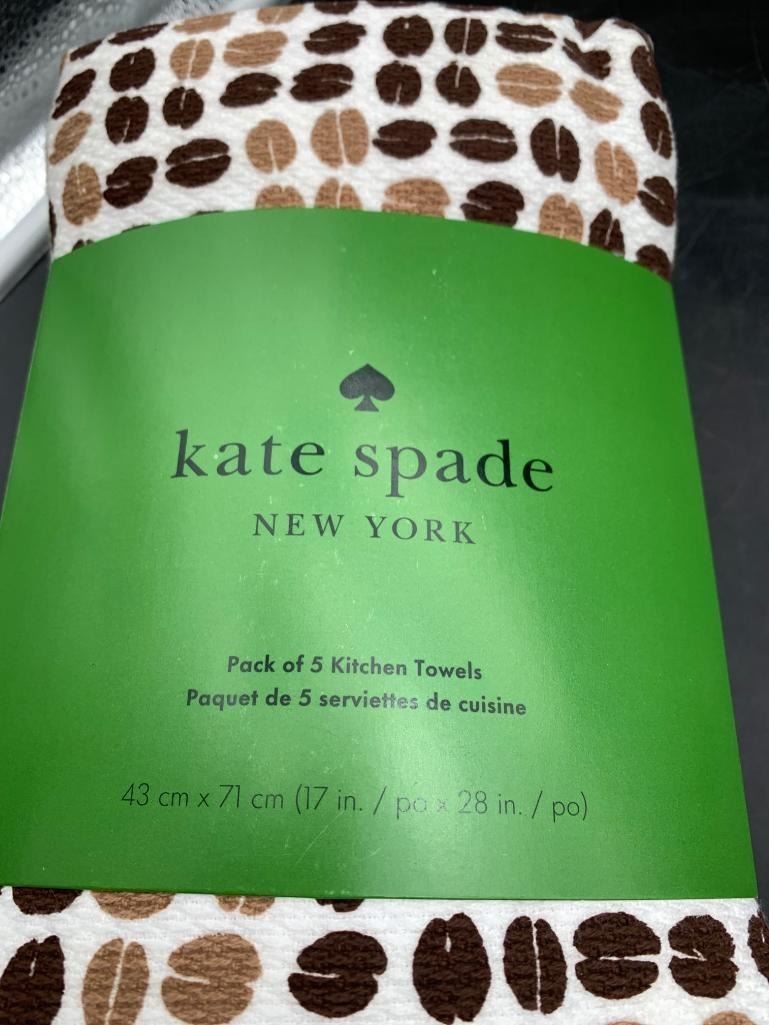 kate spade
NEW YORK
Pack of 5 Kitchen Towels
Paquet de 5 serviettes de cuisine
43 cm x 71 cm (17 in. / po x 28 in. / po)